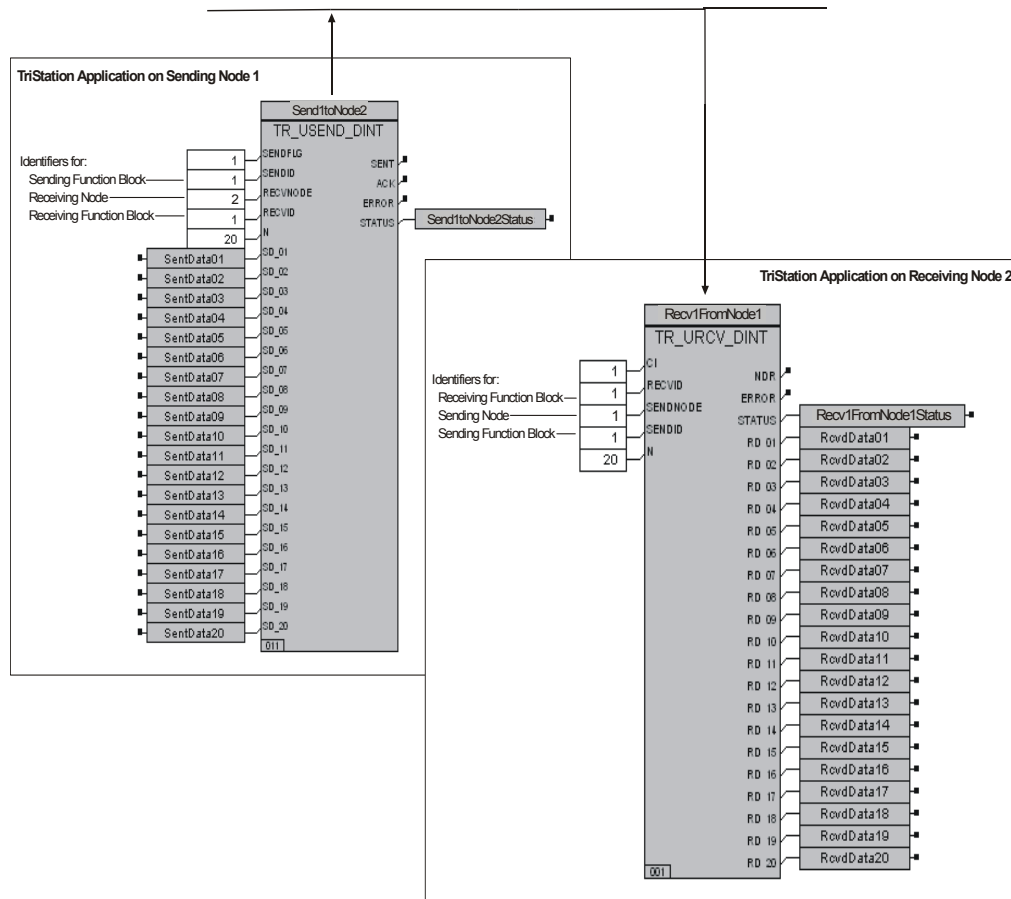 TriStation Application on Sending Node 1
Send1toNode2
TR_USEND_DINT
Identifiers for:
Sending Function Block
Receiving Node
Receiving Function Block
1
1
2
1
20
SENDFLG
SENDID
RECVNODE
RECVID
N
SENT
ACK
ERROR
STATUS
Send1toNode2Status
SentData01 SD_01
SentData02 SD_02
SentData03 SD_03
SentData04 SD_04
SentData05 SD_05
SentData06 SD_06
SentData07 SD_07
SentData08 SD_08
SentData09 SD_09
SentData10 SD_10
SentData11 SD_11
SentData12 SD_12
SentData13 SD_13
SentData14 SD_14
SentData15 SD_15
SentData16 SD_16
SentData17 SD_17
SentData18 SD_18
SentData19 SD_19
SentData20 SD_20
011
TriStation Application on Receiving Node 2
Recv1FromNode1
TR_URCV_DINT
Identifiers for:
Receiving Function Block
Sending Node
Sending Function Block
1
1
1
1
20
CI
RECVID
SENDNODE
SENDID
N
NDR
ERROR
STATUS Recv1FromNode1Status
RD 01 RcvdData01
RD 02 RcvdData02
RD 03 RcvdData03
RD 04 RcvdData04
RD 05 RcvdData05
RD 06 RcvdData06
RD 07 RcvdData07
RD 08 RcvdData08
RD 09 RcvdData09
RD 10 RcvdData10
RD 11 RcvdData11
RD 12 RcvdData12
RD 13 RcvdData13
RD 14 RcvdData14
RD 15 RcvdData15
RD 16 RcvdData16
RD 17 RcvdData17
RD 18 RcvdData18
RD 19 RcvdData19
RD 20 RcvdData20
001